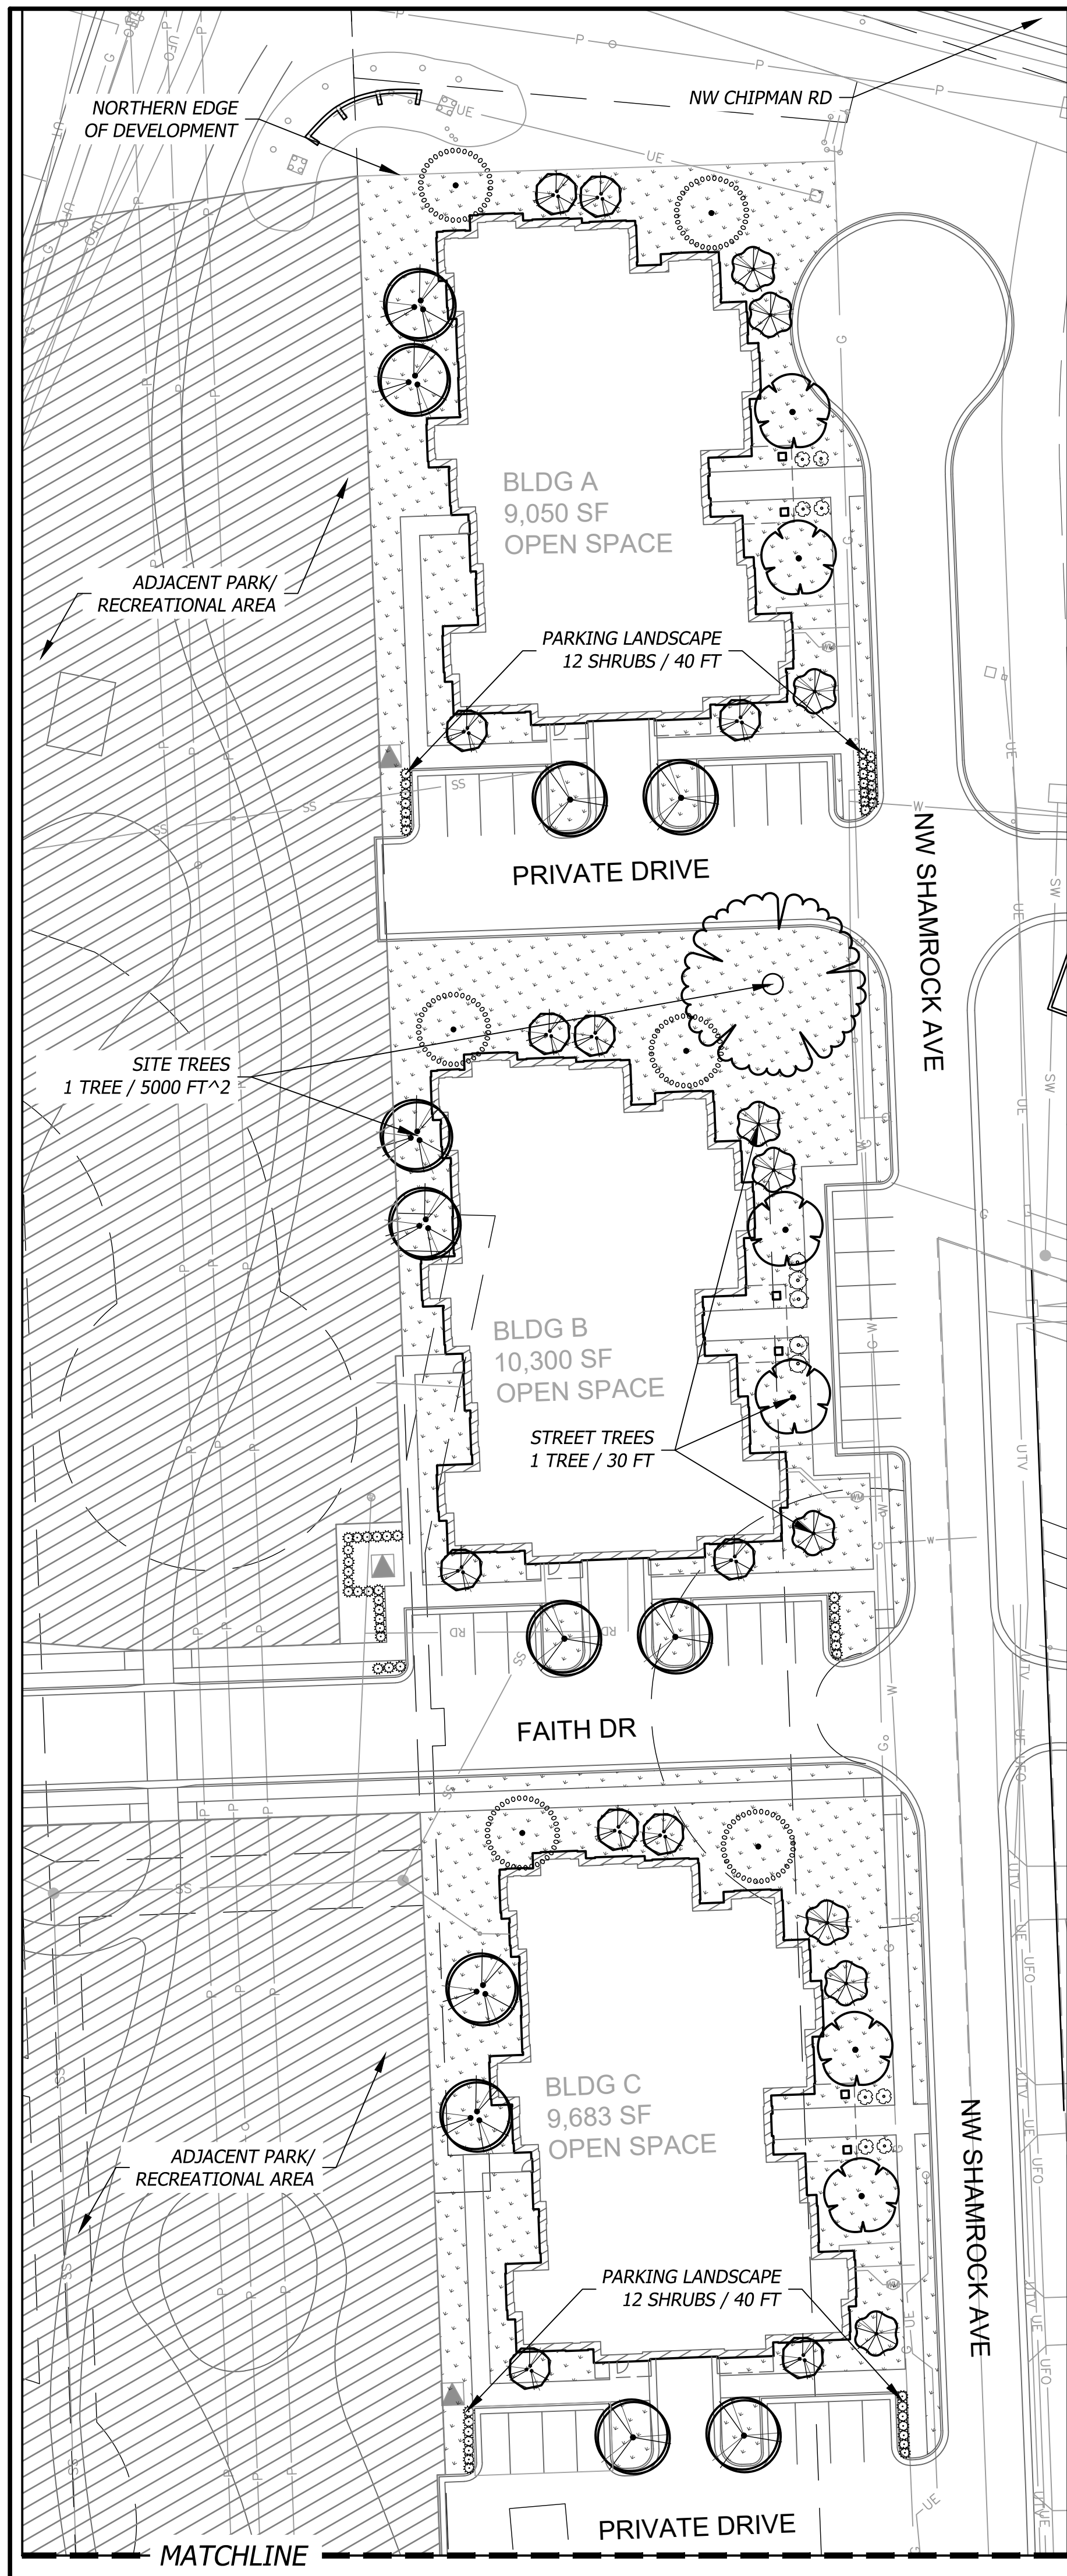 NORTHERN EDGE
OF DEVELOPMENT
NW CHIPMAN RD
BLDG A
9,050 SF
OPEN SPACE
ADJACENT PARK/
RECREATIONAL AREA
PARKING LANDSCAPE
12 SHRUBS / 40 FT
PRIVATE DRIVE
NW SHAMROCK AVE
SITE TREES
1 TREE / 5000 FT^2
BLDG B
10,300 SF
OPEN SPACE
STREET TREES
1 TREE / 30 FT
FAITH DR
BLDG C
9,683 SF
OPEN SPACE
ADJACENT PARK/
RECREATIONAL AREA
NW SHAMROCK AVE
PARKING LANDSCAPE
12 SHRUBS / 40 FT
PRIVATE DRIVE
MATCHLINE